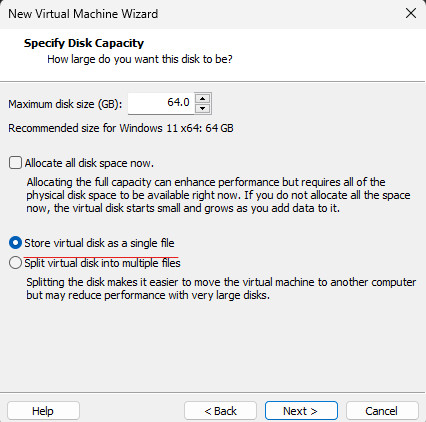 New Virtual Machine Wizard
Specify Disk Capacity
How large do you want this disk to be?
Maximum disk size (GB): 64.0
Recommended size for Windows 11 x64: 64 GB
Allocate all disk space now.
Allocating the full capacity can enhance performance but requires all of the
physical disk space to be available right now. If you do not allocate all the space
now, the virtual disk starts small and grows as you add data to it.
Store virtual disk as a single file
Split virtual disk into multiple files
Splitting the disk makes it easier to move the virtual machine to another computer
but may reduce performance with very large disks.
Help < Back Next > Cancel